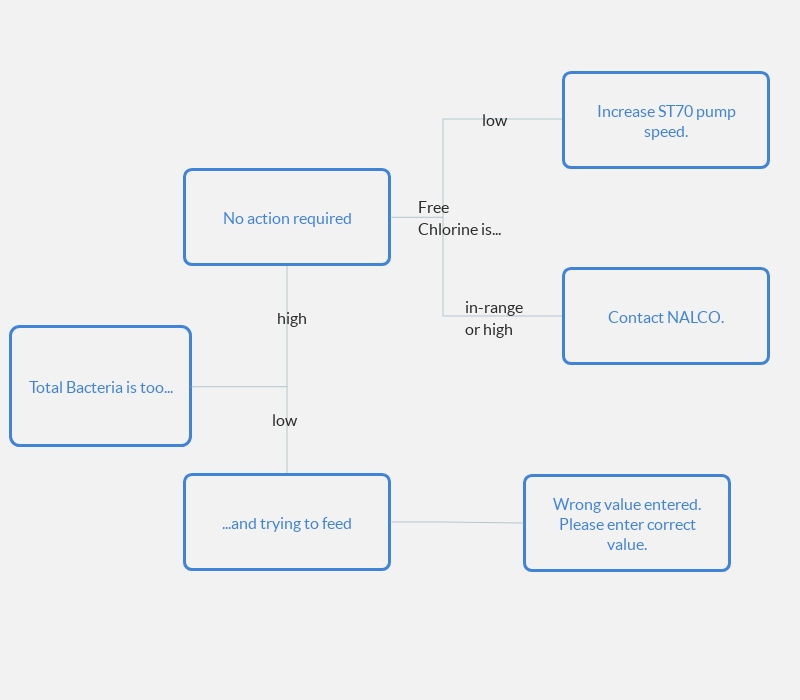 Increase ST70 pump
speed.
low
No action required
Free
Chlorine is...
high
in-range
or high
Contact NALCO.
Total Bacteria is too...
low
...and trying to feed
Wrong value entered.
Please enter correct
value.